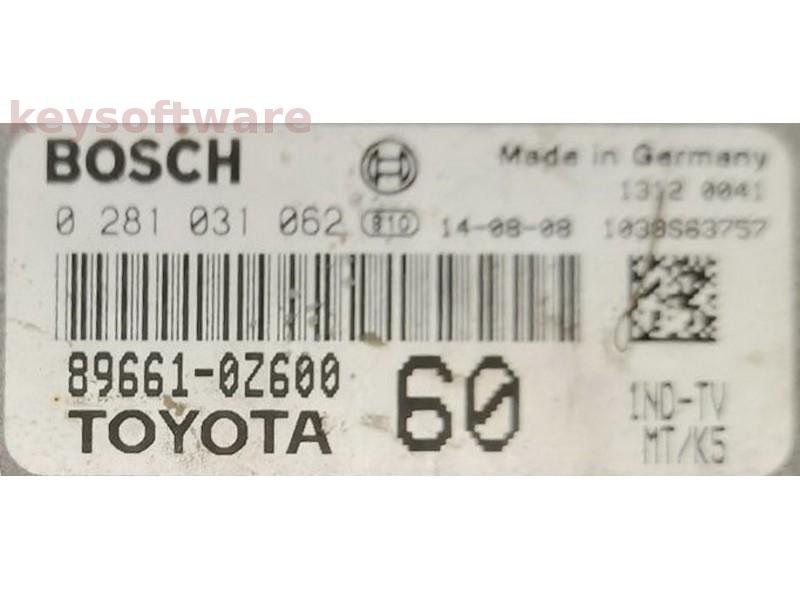 keysoftware
BOSCH Made in Germany
1312 0041
0 281 031 062 810 14-08-08 1038S63757
89661-0Z600 60 1ND-TV
TOYOTA MT/K5